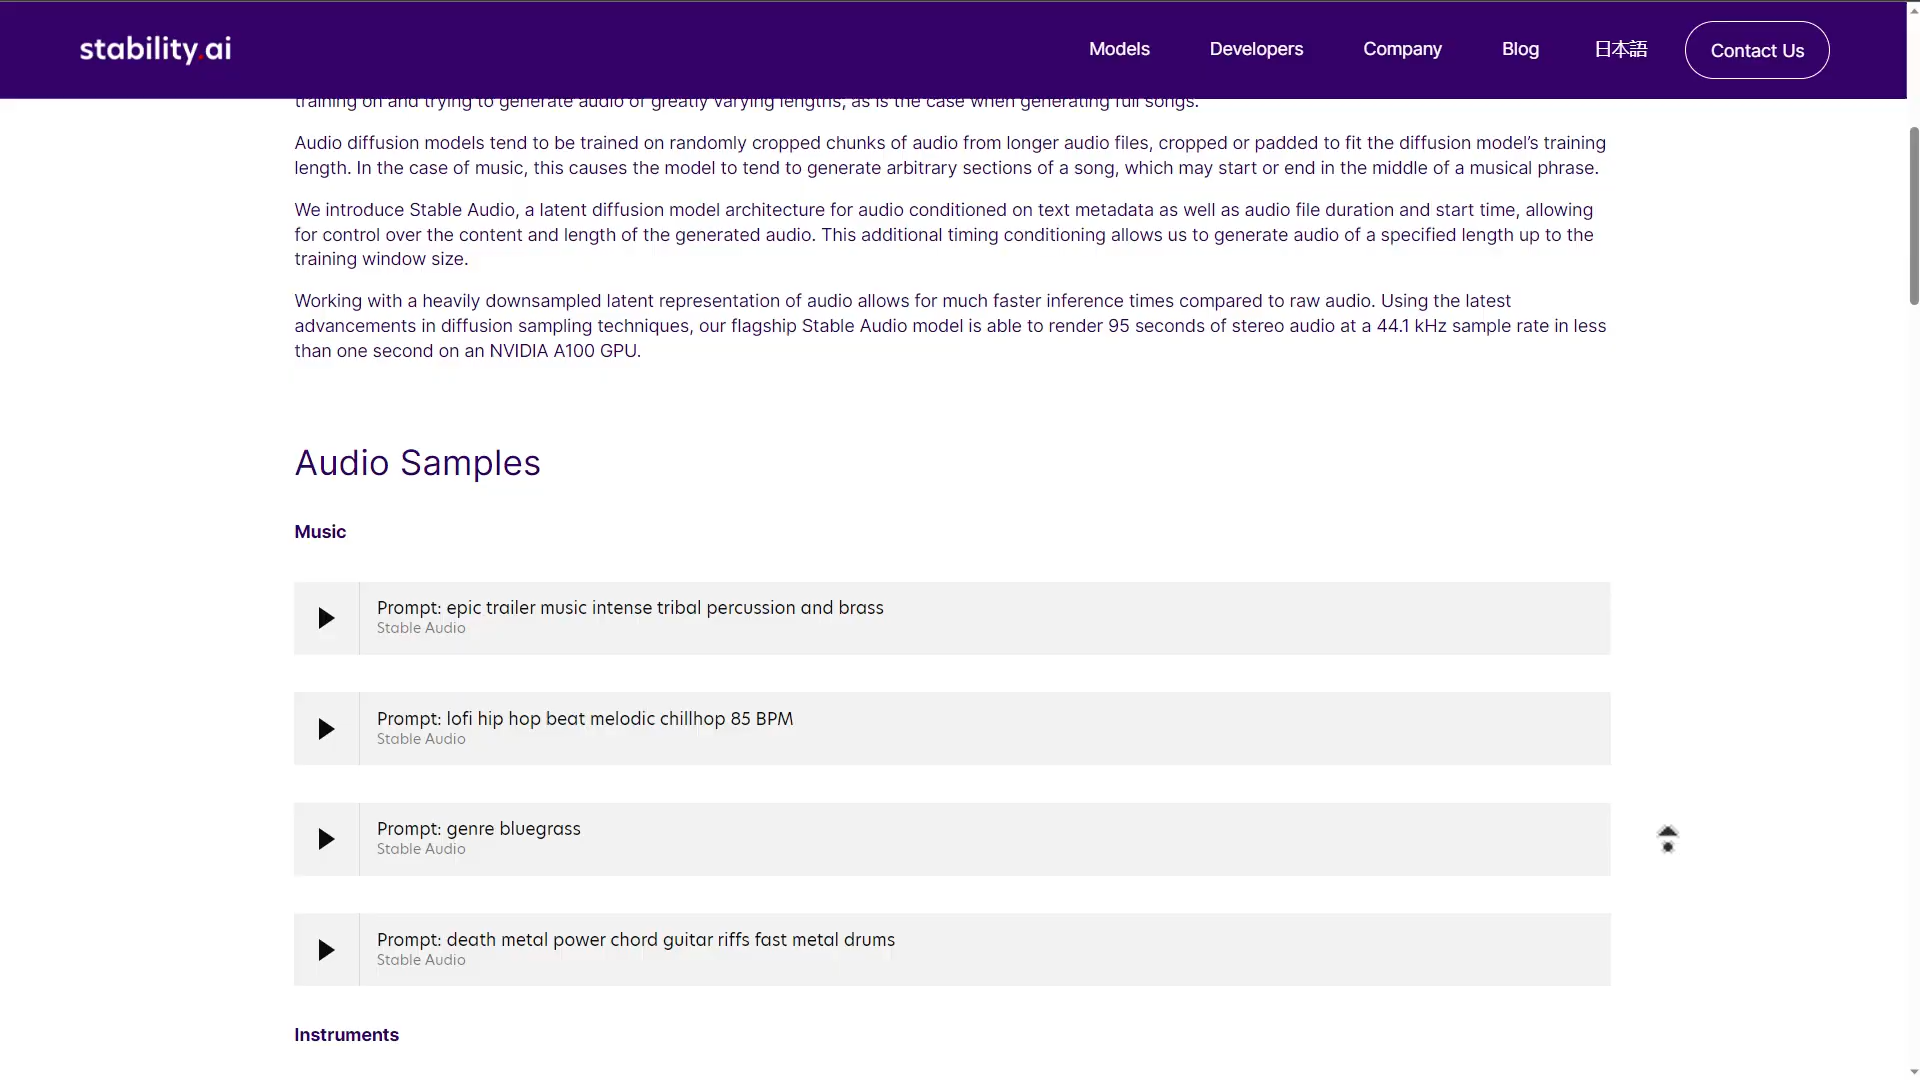 stability.ai
Models
Developers
Company
Blog
日本語
Contact Us
training on and trying to generate audio of greatly varying lengths, as is the case when generating full songs.
Audio diffusion models tend to be trained on randomly cropped chunks of audio from longer audio files, cropped or padded to fit the diffusion model’s training
length. In the case of music, this causes the model to tend to generate arbitrary sections of a song, which may start or end in the middle of a musical phrase.
We introduce Stable Audio, a latent diffusion model architecture for audio conditioned on text metadata as well as audio file duration and start time, allowing
for control over the content and length of the generated audio. This additional timing conditioning allows us to generate audio of a specified length up to the
training window size.
Working with a heavily downsampled latent representation of audio allows for much faster inference times compared to raw audio. Using the latest
advancements in diffusion sampling techniques, our flagship Stable Audio model is able to render 95 seconds of stereo audio at a 44.1 kHz sample rate in less
than one second on an NVIDIA A100 GPU.
Audio Samples
Music
Prompt: epic trailer music intense tribal percussion and brass
Stable Audio
Prompt: lofi hip hop beat melodic chillhop 85 BPM
Stable Audio
Prompt: genre bluegrass
Stable Audio
Prompt: death metal power chord guitar riffs fast metal drums
Stable Audio
Instruments